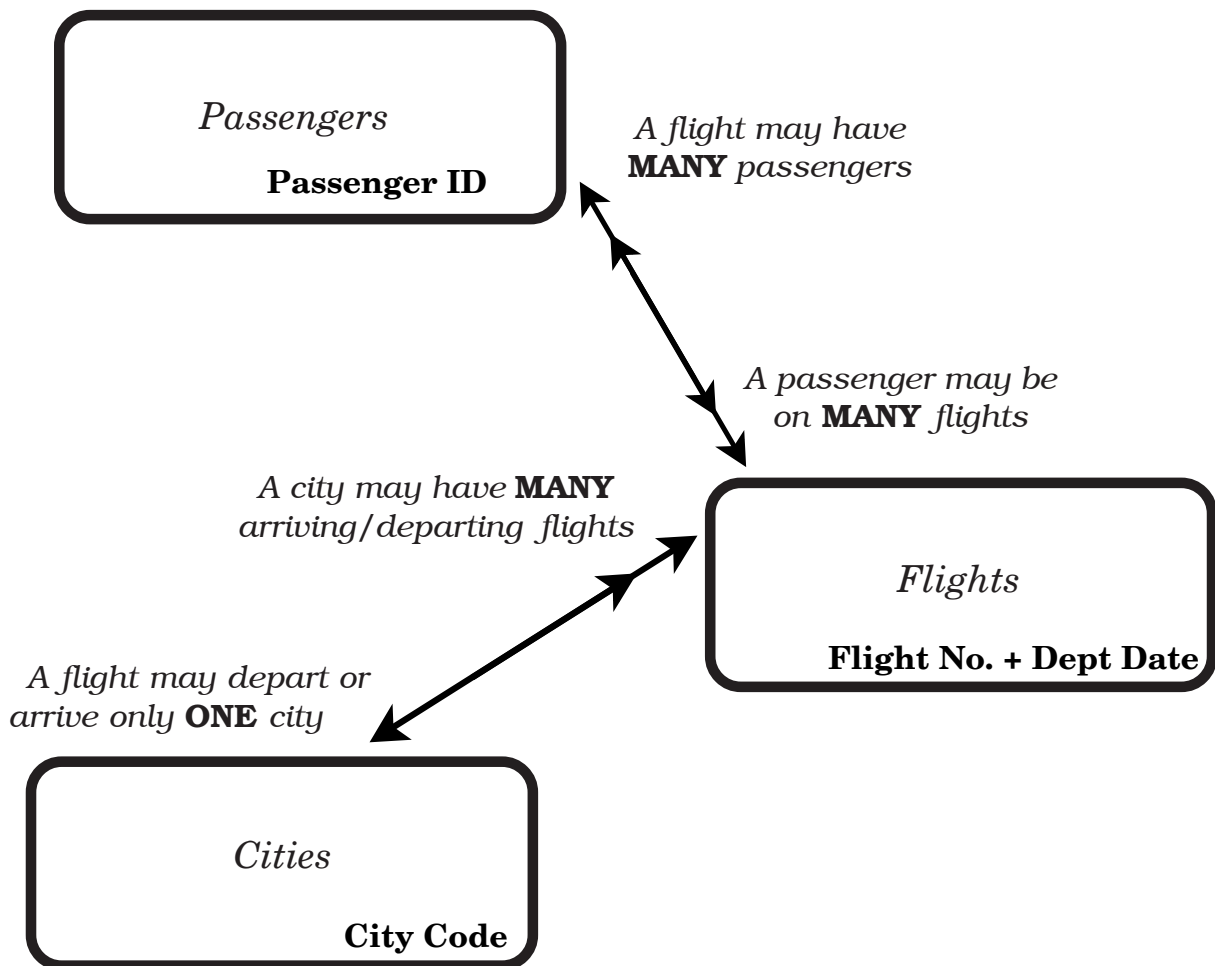 Passengers
Passenger ID
A flight may have
MANY passengers
A passenger may be
on MANY flights
A city may have MANY
arriving/departing flights
Flights
Flight No. + Dept Date
A flight may depart or
arrive only ONE city
Cities
City Code